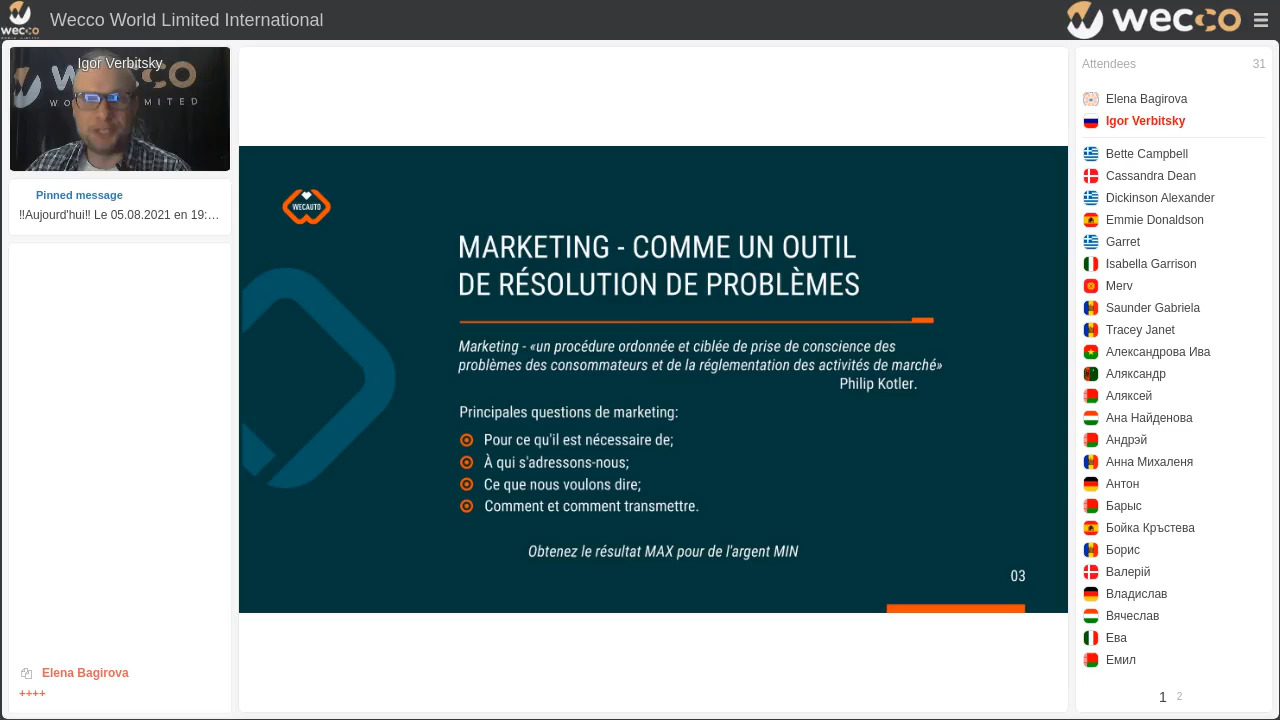 wecco
Wecco World Limited International
wecco
Igor Verbitsky
Pinned message
‼Aujourd'hui‼ Le 05.08.2021 en 19:…
Elena Bagirova
++++
WECAUTO
MARKETING - COMME UN OUTIL
DE RÉSOLUTION DE PROBLÈMES
Marketing - «un procédure ordonnée et ciblée de prise de conscience des
problèmes des consommateurs et de la réglementation des activités de marché»
Philip Kotler.
Principales questions de marketing:
Pour ce qu'il est nécessaire de;
À qui s'adressons-nous;
Ce que nous voulons dire;
Comment et comment transmettre.
Obtenez le résultat MAX pour de l'argent MIN
03
Attendees 31
Elena Bagirova
Igor Verbitsky
Bette Campbell
Cassandra Dean
Dickinson Alexander
Emmie Donaldson
Garret
Isabella Garrison
Merv
Saunder Gabriela
Tracey Janet
Александрова Ива
Аляксандр
Аляксей
Ана Найденова
Андрэй
Анна Михаленя
Антон
Барыс
Бойка Кръстева
Борис
Валерій
Владислав
Вячеслав
Ева
Емил
1 2